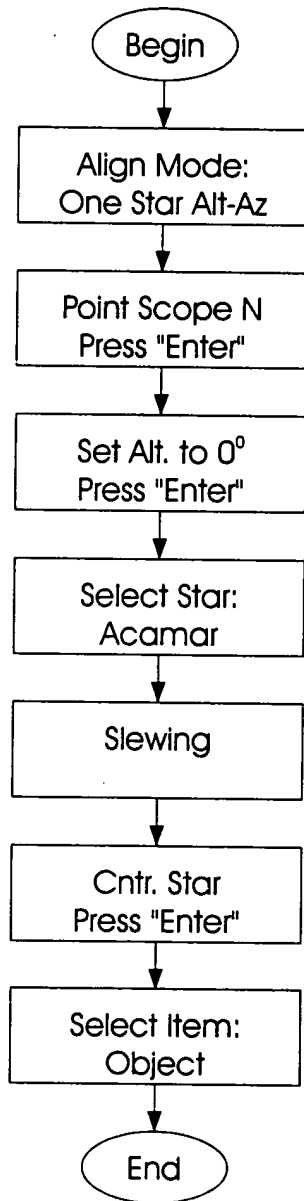 Begin
Align Mode:
One Star Alt-Az
Point Scope N
Press "Enter"
Set Alt. to 0°
Press "Enter"
Select Star:
Acamar
Slewing
Cntr. Star
Press "Enter"
Select Item:
Object
End